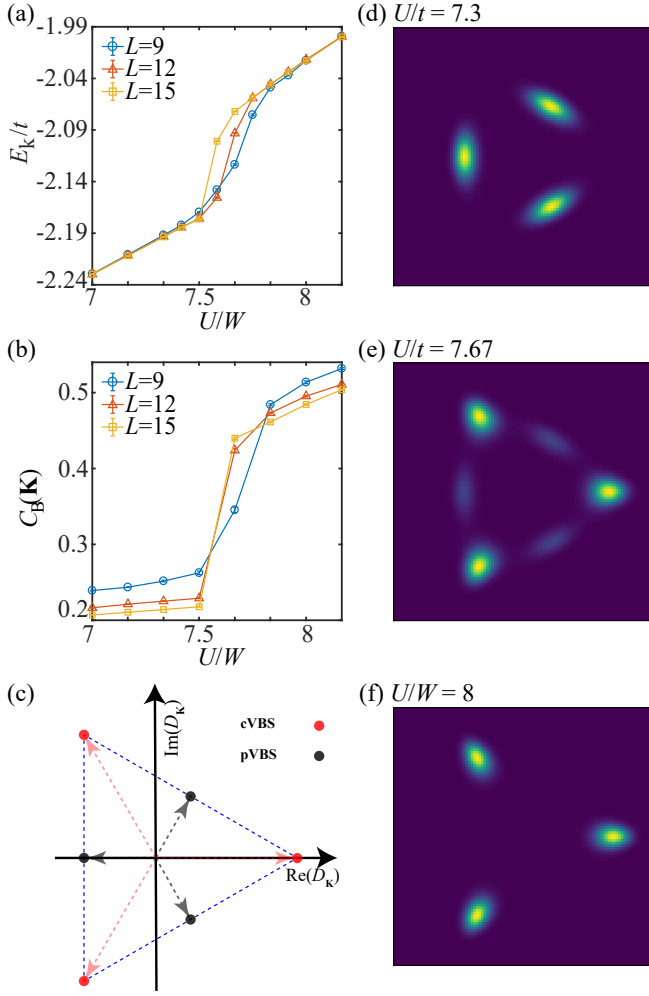 (a)
-1.99
-2.04
-2.09
-2.14
-2.19
-2.24
E_k/t
L=9
L=12
L=15
7
7.5
8
U/W
(d) U/t = 7.3
(b)
0.5
0.4
0.3
0.2
C_B(K)
L=9
L=12
L=15
7
7.5
8
U/W
(e) U/t = 7.67
(c)
Im(D_K)
cVBS
pVBS
Re(D_K)
(f) U/W = 8